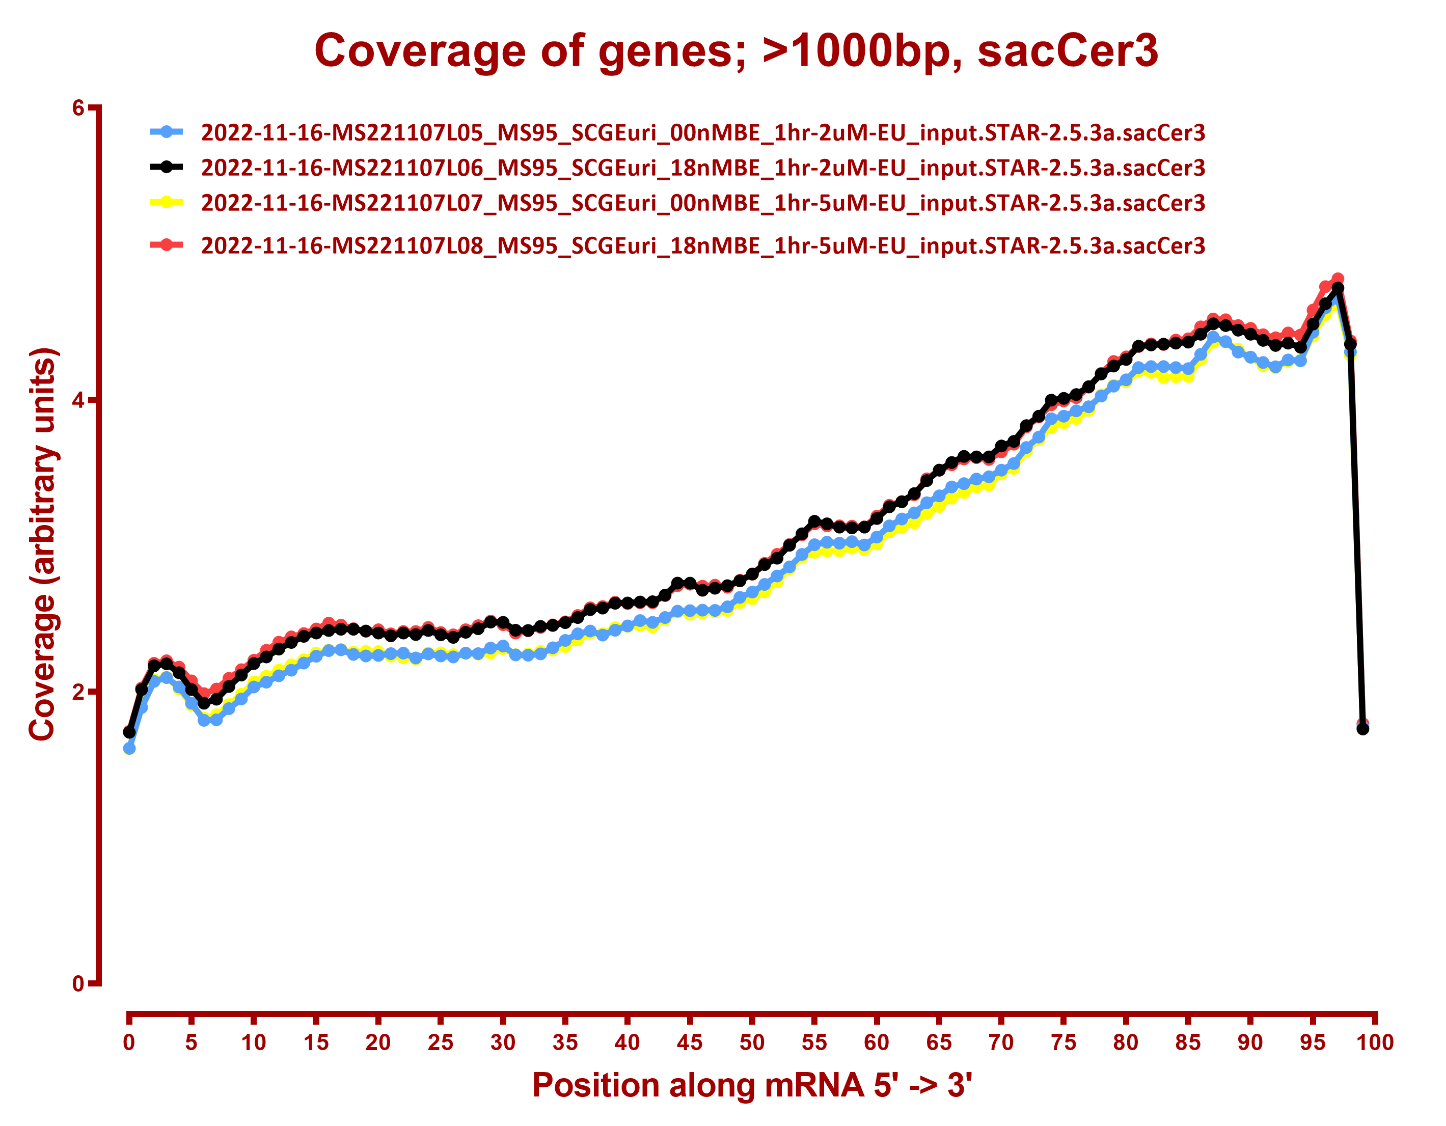 Coverage of genes; >1000bp, sacCer3
6
2022-11-16-MS221107L05_MS95_SCGEuri_00nMBE_1hr-2uM-EU_input.STAR-2.5.3a.sacCer3
2022-11-16-MS221107L06_MS95_SCGEuri_18nMBE_1hr-2uM-EU_input.STAR-2.5.3a.sacCer3
2022-11-16-MS221107L07_MS95_SCGEuri_00nMBE_1hr-5uM-EU_input.STAR-2.5.3a.sacCer3
2022-11-16-MS221107L08_MS95_SCGEuri_18nMBE_1hr-5uM-EU_input.STAR-2.5.3a.sacCer3
4
2
0
Coverage (arbitrary units)
0 5 10 15 20 25 30 35 40 45 50 55 60 65 70 75 80 85 90 95 100
Position along mRNA 5' -> 3'